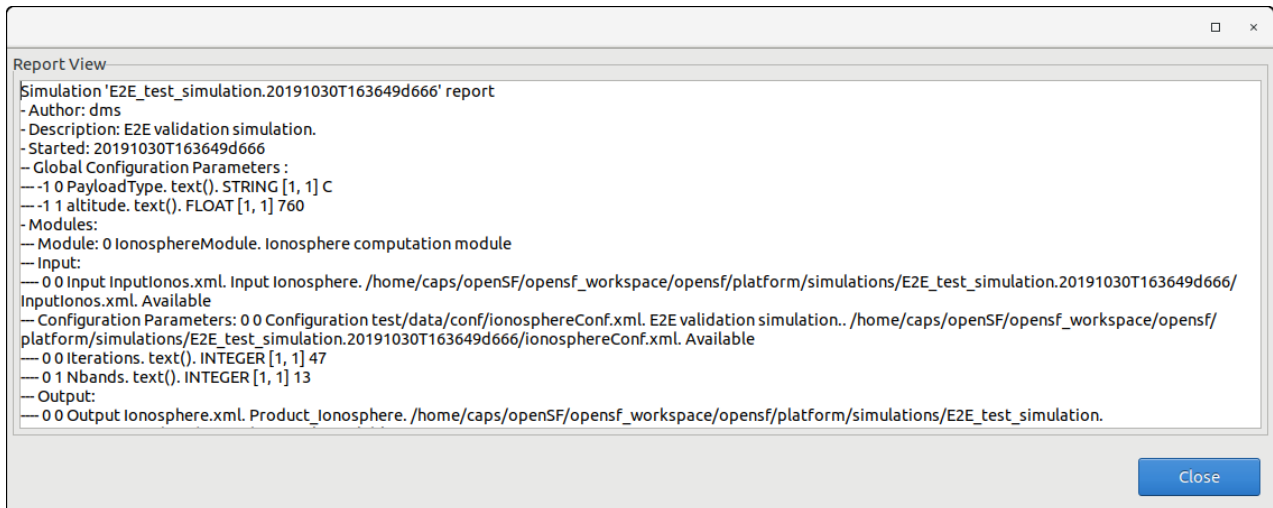 Report View
Simulation 'E2E_test_simulation.20191030T163649d666' report
- Author: dms
- Description: E2E validation simulation.
- Started: 20191030T163649d666
-- Global Configuration Parameters :
--- -1 0 PayloadType. text(). STRING [1, 1] C
--- -1 1 altitude. text(). FLOAT [1, 1] 760
- Modules:
--- Module: 0 IonosphereModule. Ionosphere computation module
--- Input:
---- 0 0 Input InputIonos.xml. Input Ionosphere. /home/caps/openSF/opensf_workspace/opensf/platform/simulations/E2E_test_simulation.20191030T163649d666/
InputIonos.xml. Available
--- Configuration Parameters: 0 0 Configuration test/data/conf/ionosphereConf.xml. E2E validation simulation.. /home/caps/openSF/opensf_workspace/opensf/
platform/simulations/E2E_test_simulation.20191030T163649d666/ionosphereConf.xml. Available
---- 0 0 Iterations. text(). INTEGER [1, 1] 47
---- 0 1 Nbands. text(). INTEGER [1, 1] 13
--- Output:
---- 0 0 Output Ionosphere.xml. Product_Ionosphere. /home/caps/openSF/opensf_workspace/opensf/platform/simulations/E2E_test_simulation.
Close